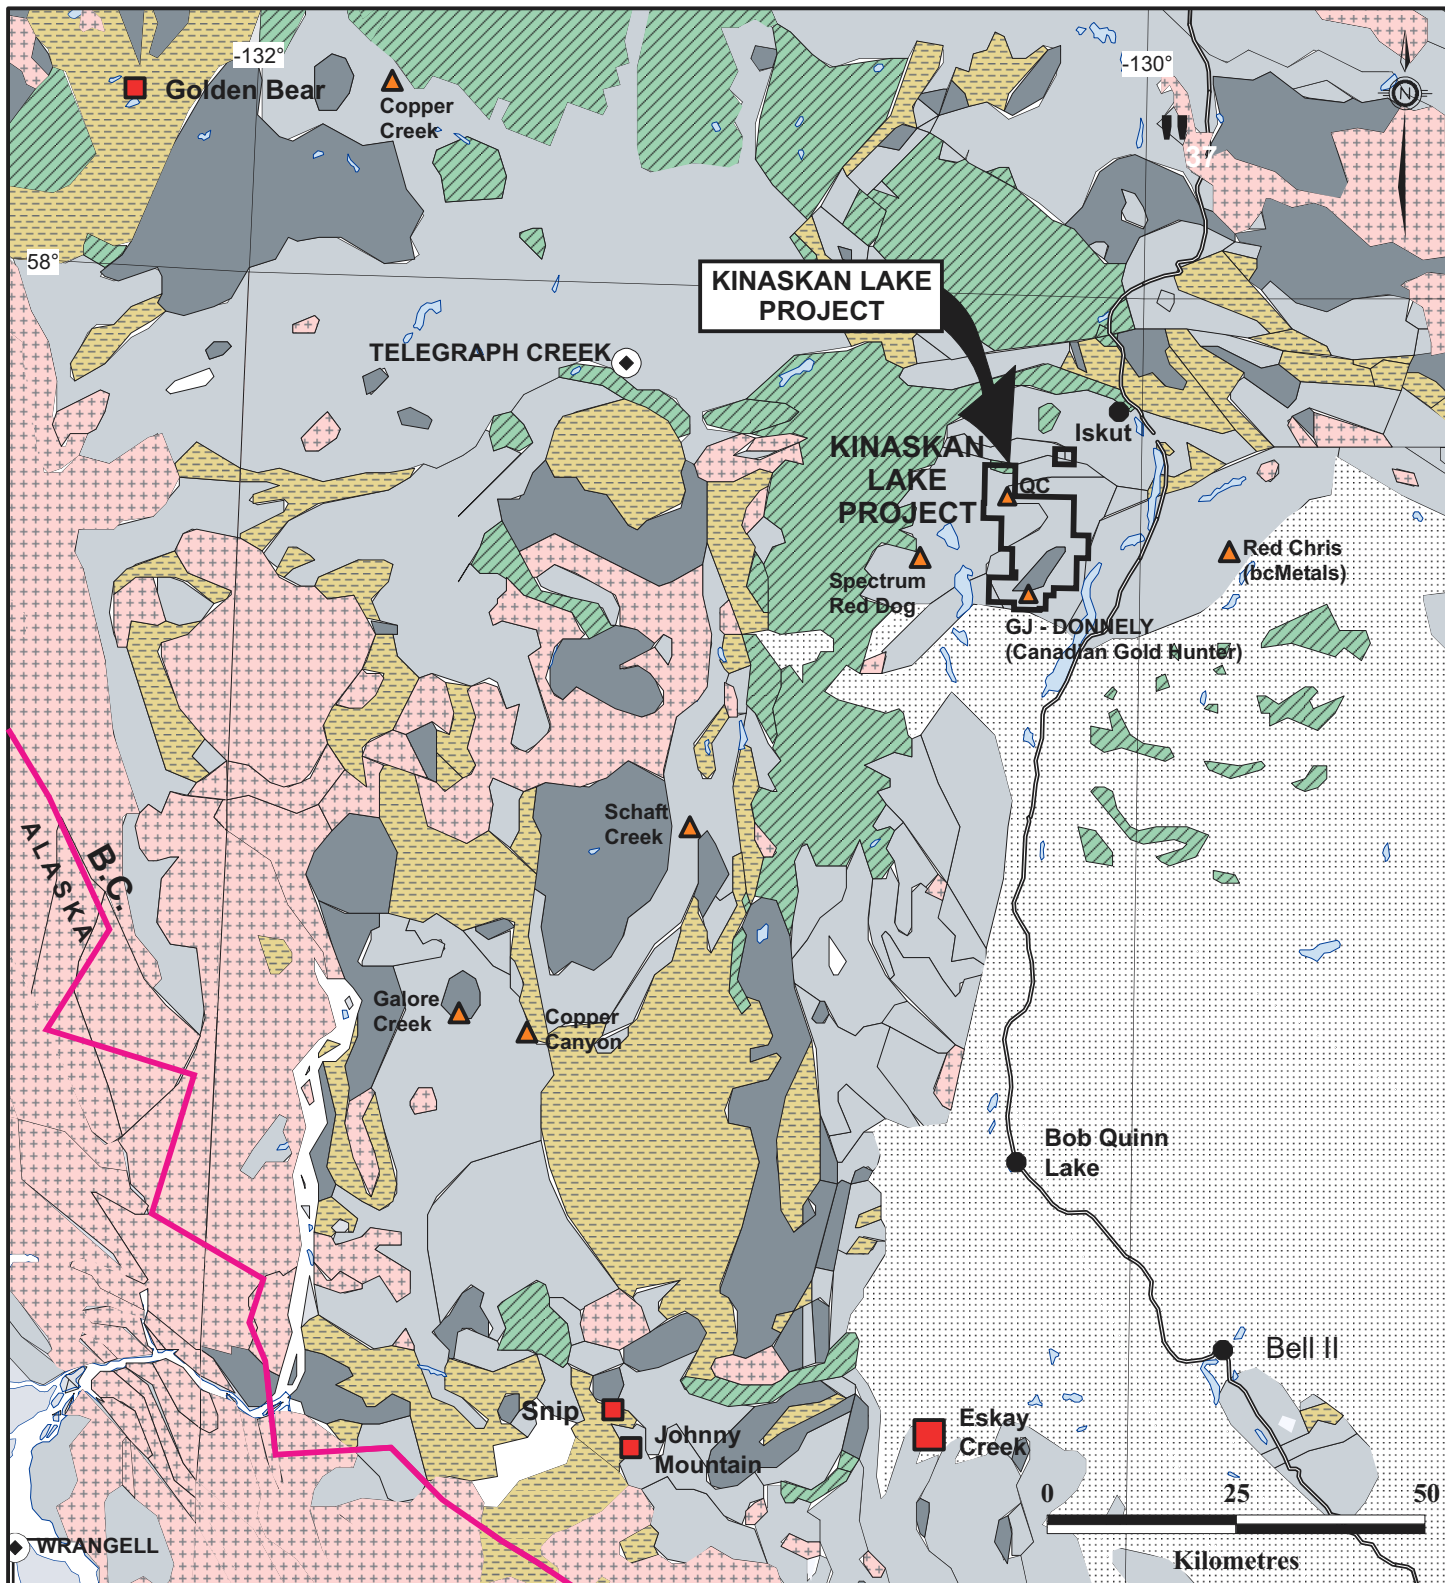 -132°
-130°
N
Golden Bear
Copper
Creek
37
58°
KINASKAN LAKE
PROJECT
TELEGRAPH CREEK
Iskut
KINASKAN
LAKE
PROJECT
QC
Red Chris
(bcMetals)
Spectrum
Red Dog
GJ - DONNELY
(Canadian Gold Hunter)
Schaft
Creek
B.C.
ALASKA
Galore
Creek
Copper
Canyon
Bob Quinn
Lake
Bell II
Snip
Johnny
Mountain
Eskay
Creek
0 25 50
Kilometres
WRANGELL